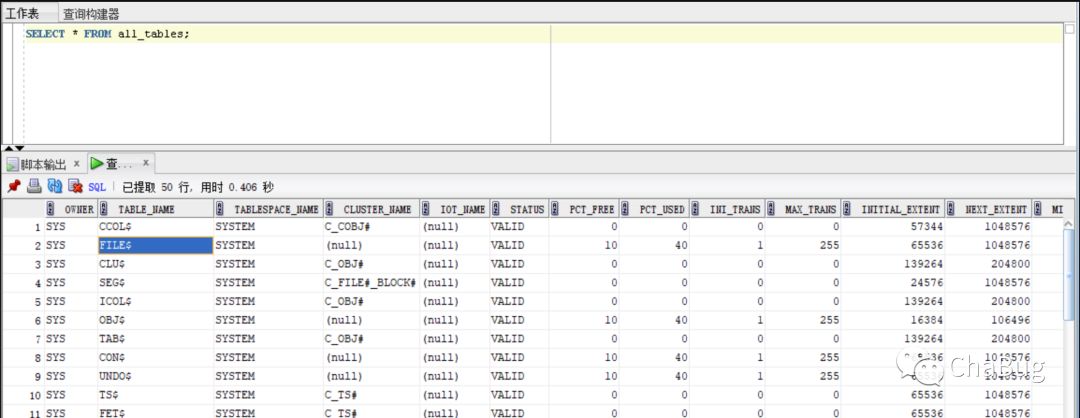 工作表 查询构建器
SELECT * FROM all_tables;
脚本输出 × 查... ×
SQL | 已提取 50 行, 用时 0.406 秒
OWNER TABLE_NAME TABLESPACE_NAME CLUSTER_NAME IOT_NAME STATUS PCT_FREE PCT_USED INI_TRANS MAX_TRANS INITIAL_EXTENT NEXT_EXTENT MI
1 SYS CCOL$ SYSTEM C_COBJ# (null) VALID 0 0 0 0 57344 1048576
2 SYS FILE$ SYSTEM (null) (null) VALID 10 40 1 255 65536 1048576
3 SYS CLU$ SYSTEM C_OBJ# (null) VALID 0 0 0 0 139264 204800
4 SYS SEG$ SYSTEM C_FILE#_BLOCK# (null) VALID 0 0 0 0 24576 1048576
5 SYS ICOL$ SYSTEM C_OBJ# (null) VALID 0 0 0 0 139264 204800
6 SYS OBJ$ SYSTEM (null) (null) VALID 10 40 1 255 16384 106496
7 SYS TAB$ SYSTEM C_OBJ# (null) VALID 0 0 0 0 139264 204800
8 SYS CON$ SYSTEM (null) (null) VALID 10 40 1 255 1048576
9 SYS UNDO$ SYSTEM (null) (null) VALID 10 40 1 255 1048576
10 SYS TS$ SYSTEM C_TS# (null) VALID 0 0 0 0 65536 1048576
11 SYS FET$ SYSTEM C_TS# (null) VALID 0 0 0 0 65536 1048576
ChaBug